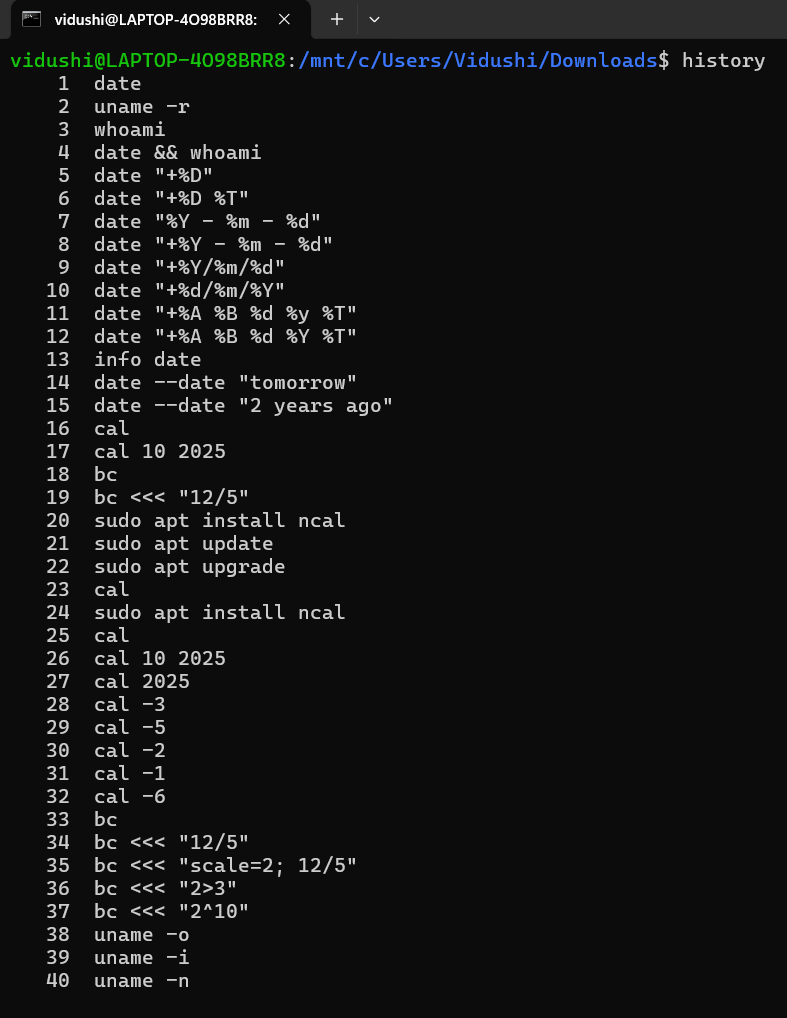 vidushi@LAPTOP-4O98BRR8:
vidushi@LAPTOP-4O98BRR8:/mnt/c/Users/Vidushi/Downloads$ history
1 date
2 uname -r
3 whoami
4 date && whoami
5 date "+%D"
6 date "+%D %T"
7 date "%Y - %m - %d"
8 date "+%Y - %m - %d"
9 date "+%Y/%m/%d"
10 date "+%d/%m/%Y"
11 date "+%A %B %d %y %T"
12 date "+%A %B %d %Y %T"
13 info date
14 date --date "tomorrow"
15 date --date "2 years ago"
16 cal
17 cal 10 2025
18 bc
19 bc <<< "12/5"
20 sudo apt install ncal
21 sudo apt update
22 sudo apt upgrade
23 cal
24 sudo apt install ncal
25 cal
26 cal 10 2025
27 cal 2025
28 cal -3
29 cal -5
30 cal -2
31 cal -1
32 cal -6
33 bc
34 bc <<< "12/5"
35 bc <<< "scale=2; 12/5"
36 bc <<< "2>3"
37 bc <<< "2^10"
38 uname -o
39 uname -i
40 uname -n